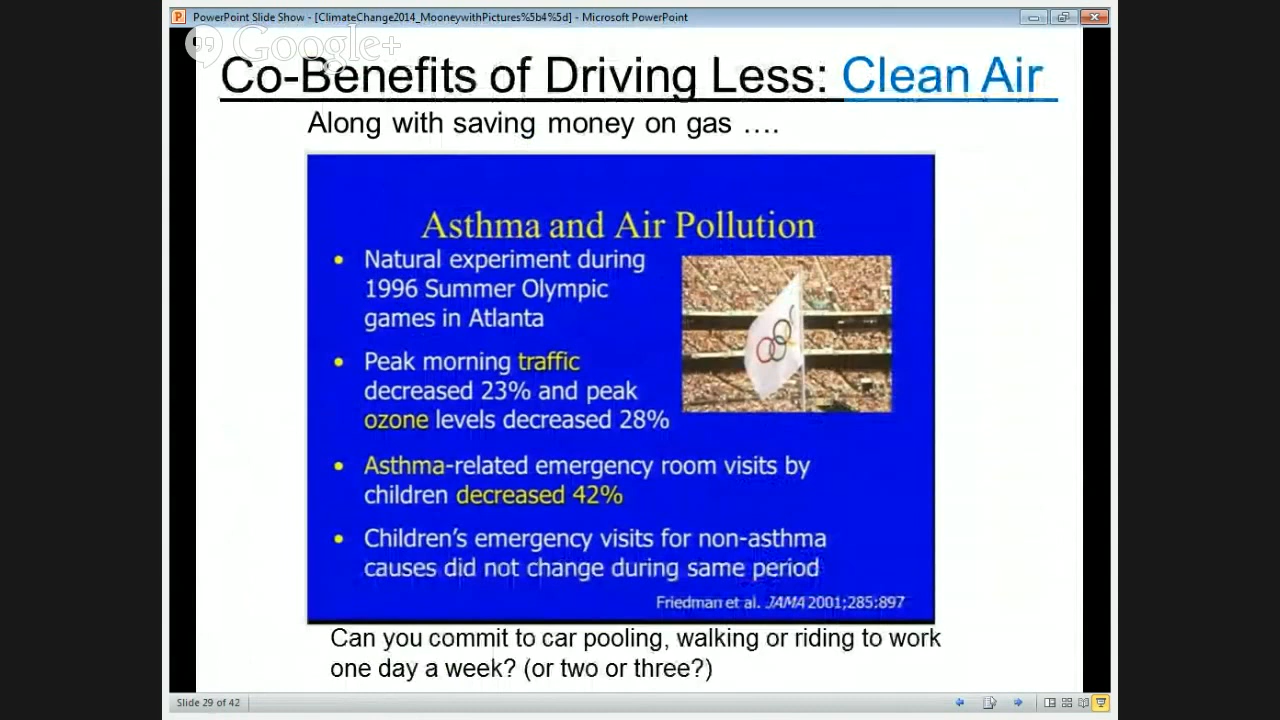 PowerPoint Slide Show - [ClimateChange2014_MooneywithPictures%5b4%5d] - Microsoft PowerPoint
Google+
Co-Benefits of Driving Less: Clean Air
Along with saving money on gas ….
Asthma and Air Pollution
• Natural experiment during
1996 Summer Olympic
games in Atlanta
• Peak morning traffic
decreased 23% and peak
ozone levels decreased 28%
• Asthma-related emergency room visits by
children decreased 42%
• Children's emergency visits for non-asthma
causes did not change during same period
Friedman et al. JAMA 2001;285:897
Can you commit to car pooling, walking or riding to work
one day a week? (or two or three?)
Slide 29 of 42